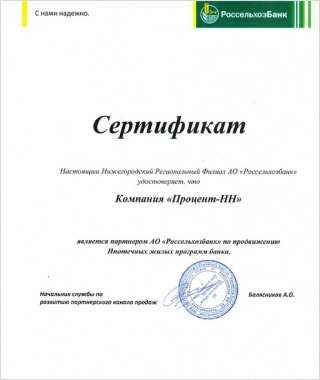 С нами надежно.
РоссельхозБанк
Сертификат
Настоящим Нижегородский Региональный Филиал АО «Россельхозбанк»
удостоверяет, что
Компания «Процент-НН»
является партнером АО «РоссельхозБанк» по продвижению
Ипотечных жилых программ банка.
Начальник службы по
развитию партнерского канала продаж
Балясников А.О.